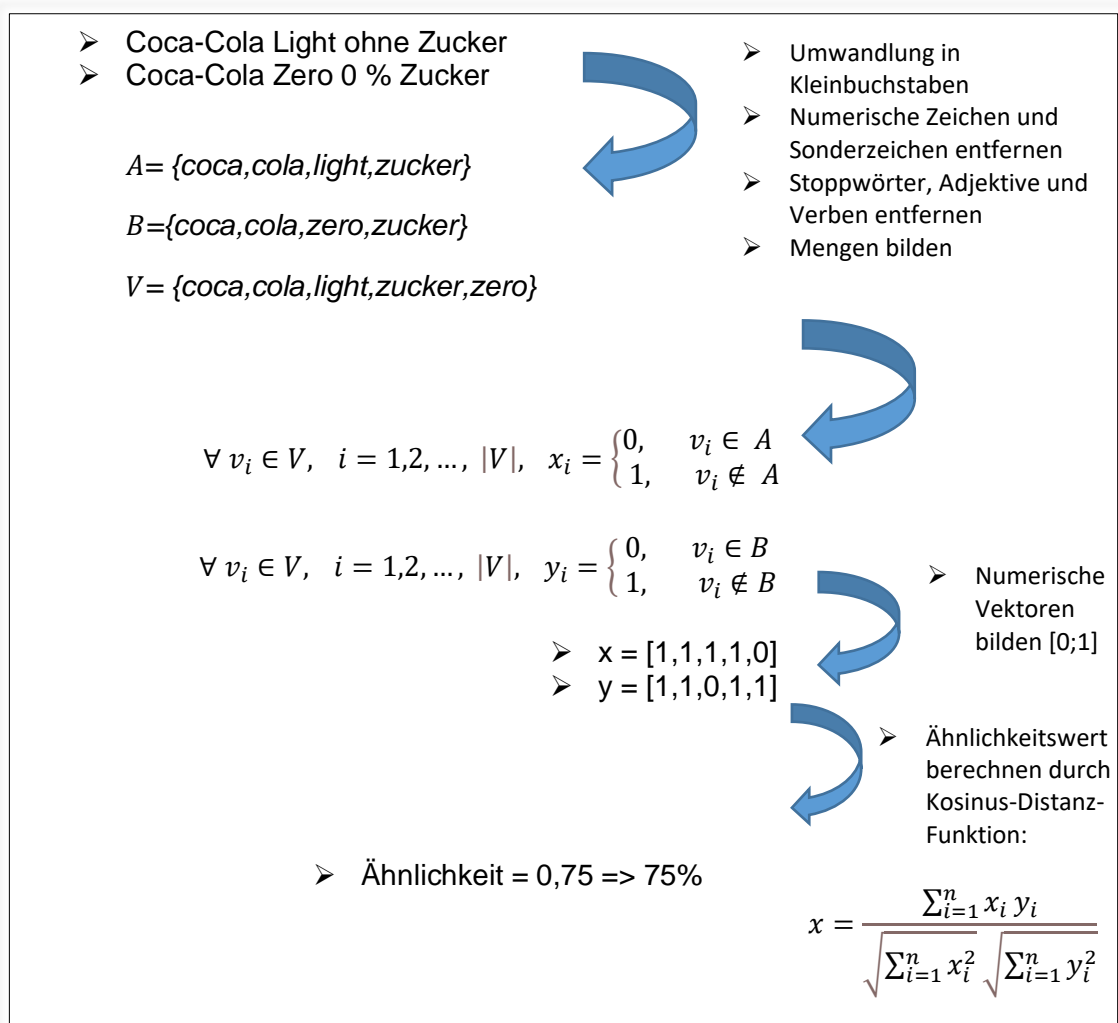 ➢ Coca-Cola Light ohne Zucker
➢ Coca-Cola Zero 0 % Zucker
➢ Umwandlung in
Kleinbuchstaben
➢ Numerische Zeichen und
Sonderzeichen entfernen
➢ Stoppwörter, Adjektive und
Verben entfernen
➢ Mengen bilden
A= {coca,cola,light,zucker}
B={coca,cola,zero,zucker}
V= {coca,cola,light,zucker,zero}
∀ v_i ∈ V, i = 1,2, …, |V|, x_i = { 0, v_i ∈ A
1, v_i ∉ A
∀ v_i ∈ V, i = 1,2, …, |V|, y_i = { 0, v_i ∈ B
1, v_i ∉ B
➢ Numerische
Vektoren
bilden [0;1]
➢ x = [1,1,1,1,0]
➢ y = [1,1,0,1,1]
➢ Ähnlichkeitswert
berechnen durch
Kosinus-Distanz-
Funktion:
➢ Ähnlichkeit = 0,75 => 75%
x = ∑_{i=1}^{n} x_i y_i / √(∑_{i=1}^{n} x_i^2) √(∑_{i=1}^{n} y_i^2)